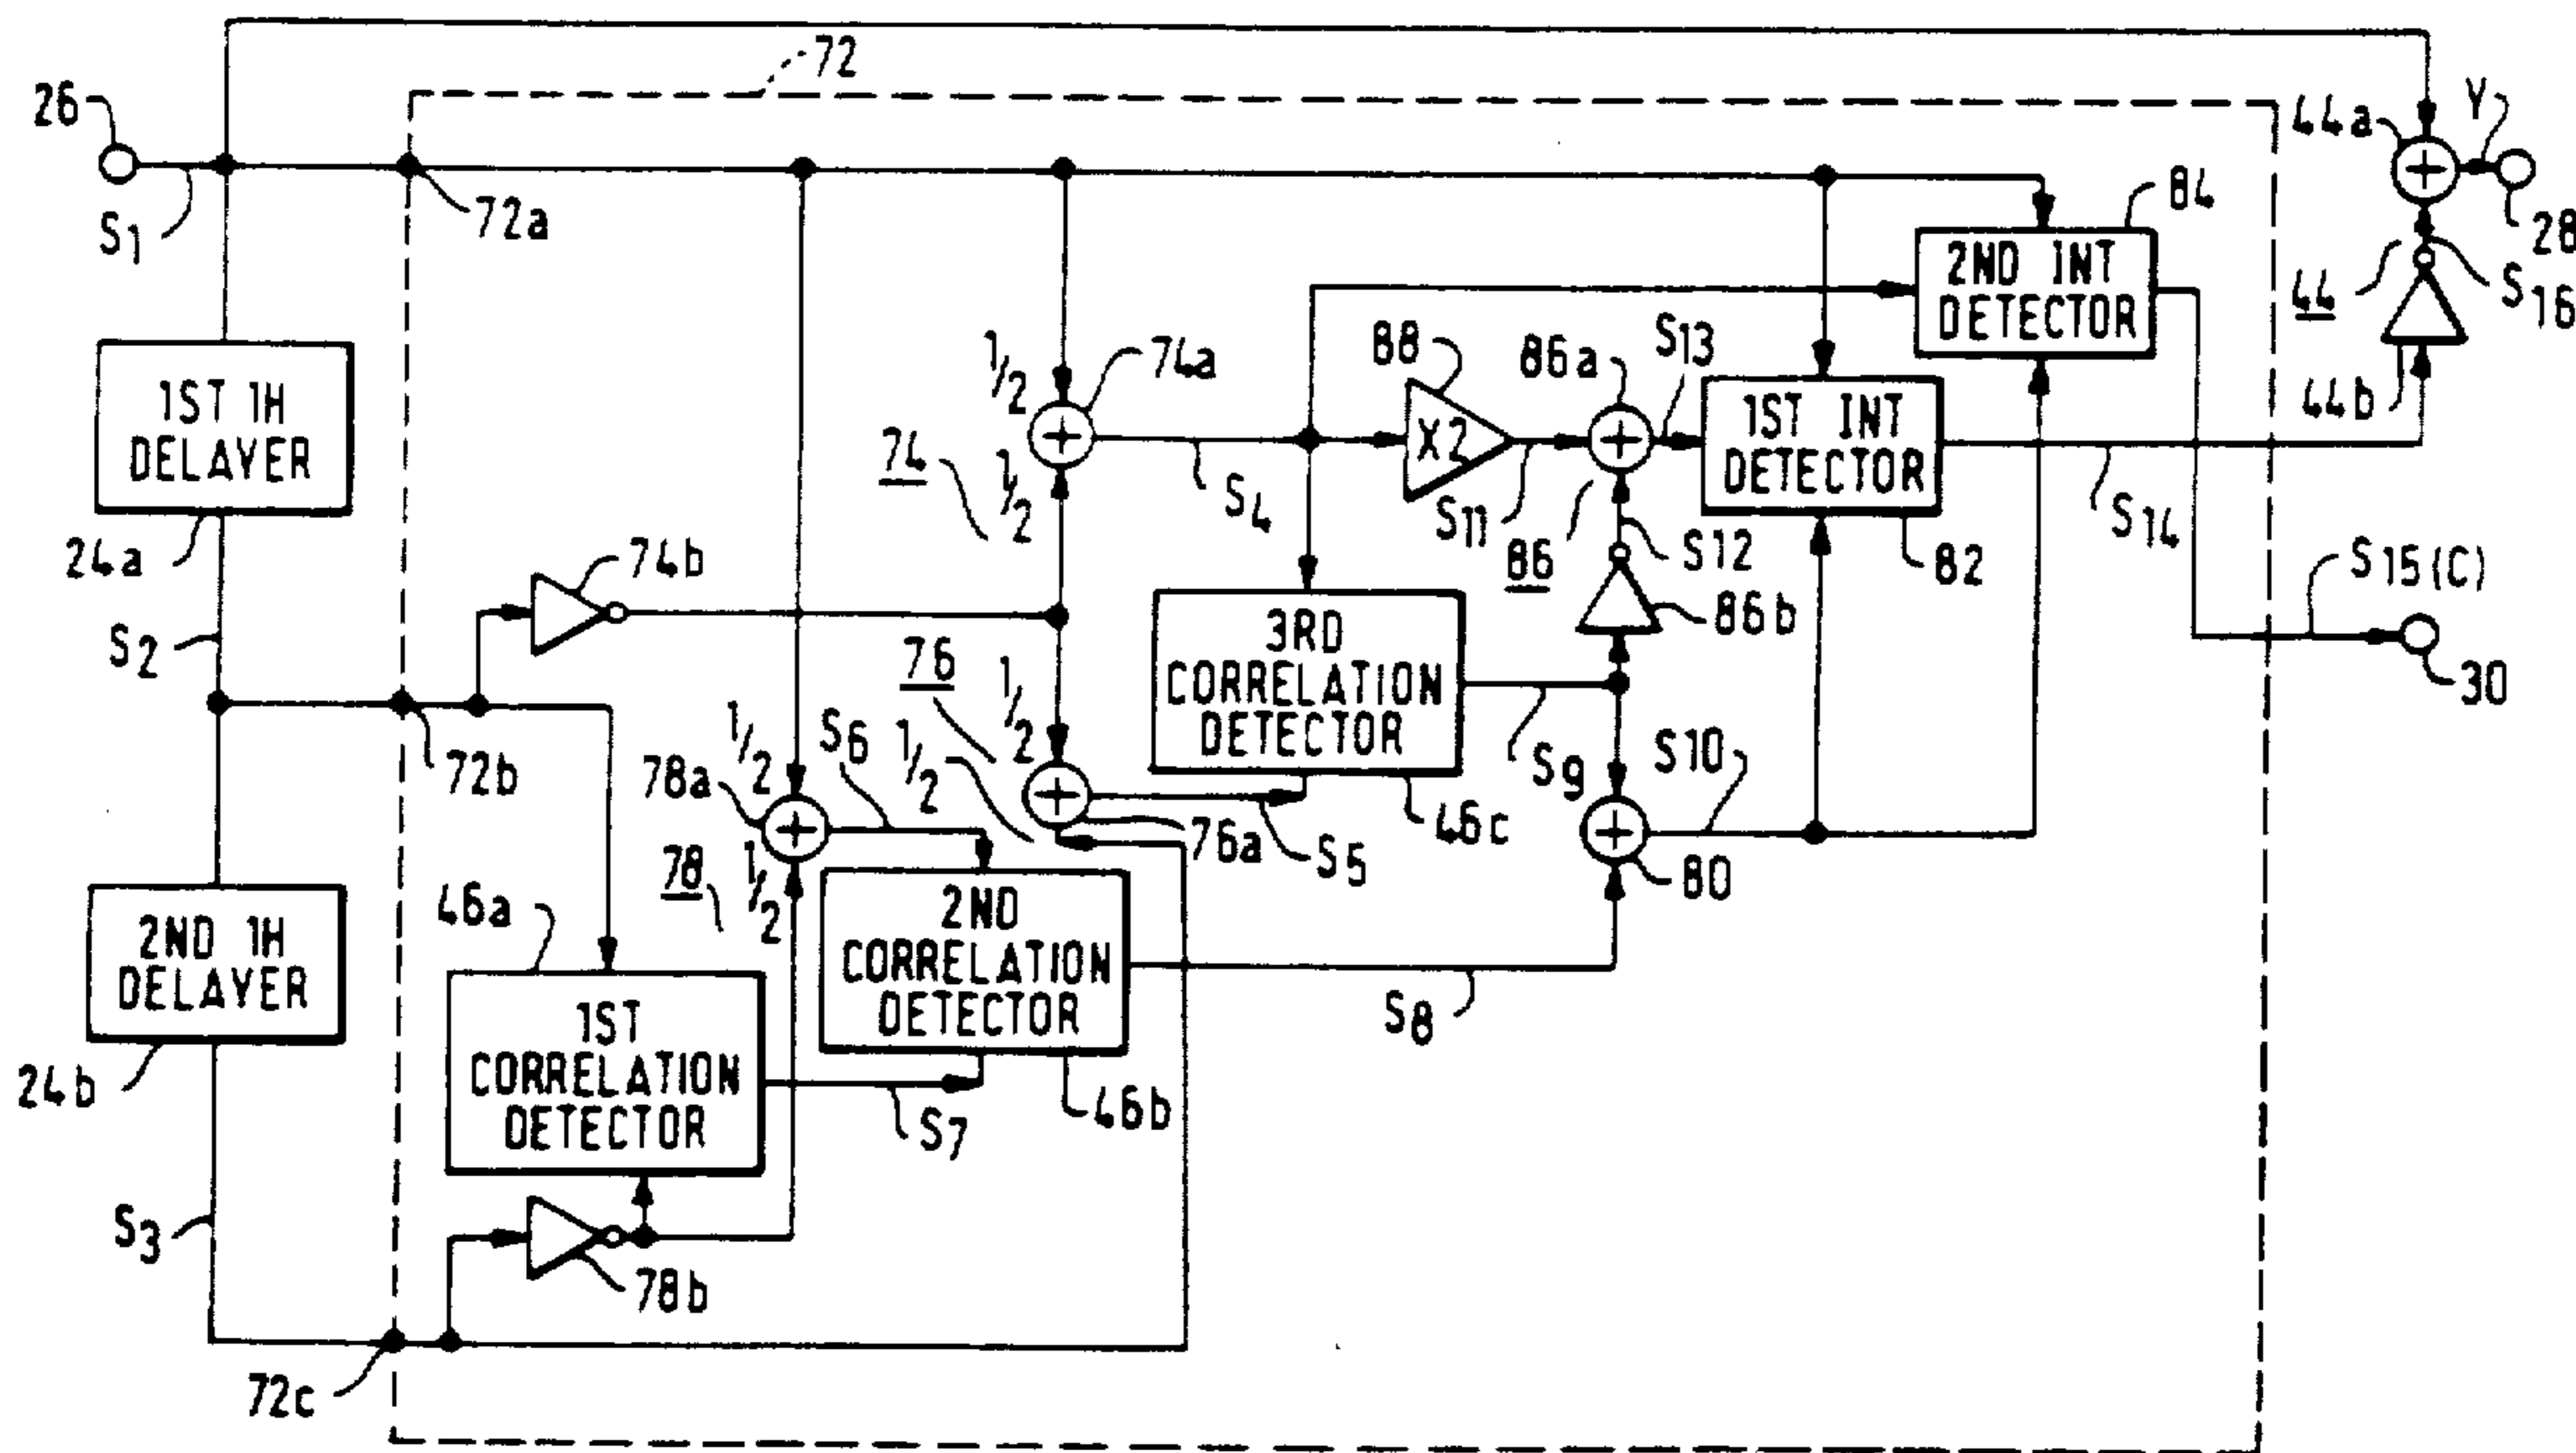 72
26
44a
Y
S1
72a
84
28
2ND INT
DETECTOR
44
S16
1/2
74a
88
86a
S13
1ST 1H
DELAYER
74
1/2
X2
1ST INT
DETECTOR
44b
S4
S11
86
S12
S14
24a
74b
82
S15(C)
S2
76
1/2
3RD
CORRELATION
DETECTOR
86b
30
72b
1/2
78a
S6
1/2
S9
S10
76a
S5
46c
80
46a
78
1/2
2ND 1H
DELAYER
2ND
CORRELATION
DETECTOR
S8
24b
1ST
CORRELATION
DETECTOR
S7
46b
S3
78b
72c